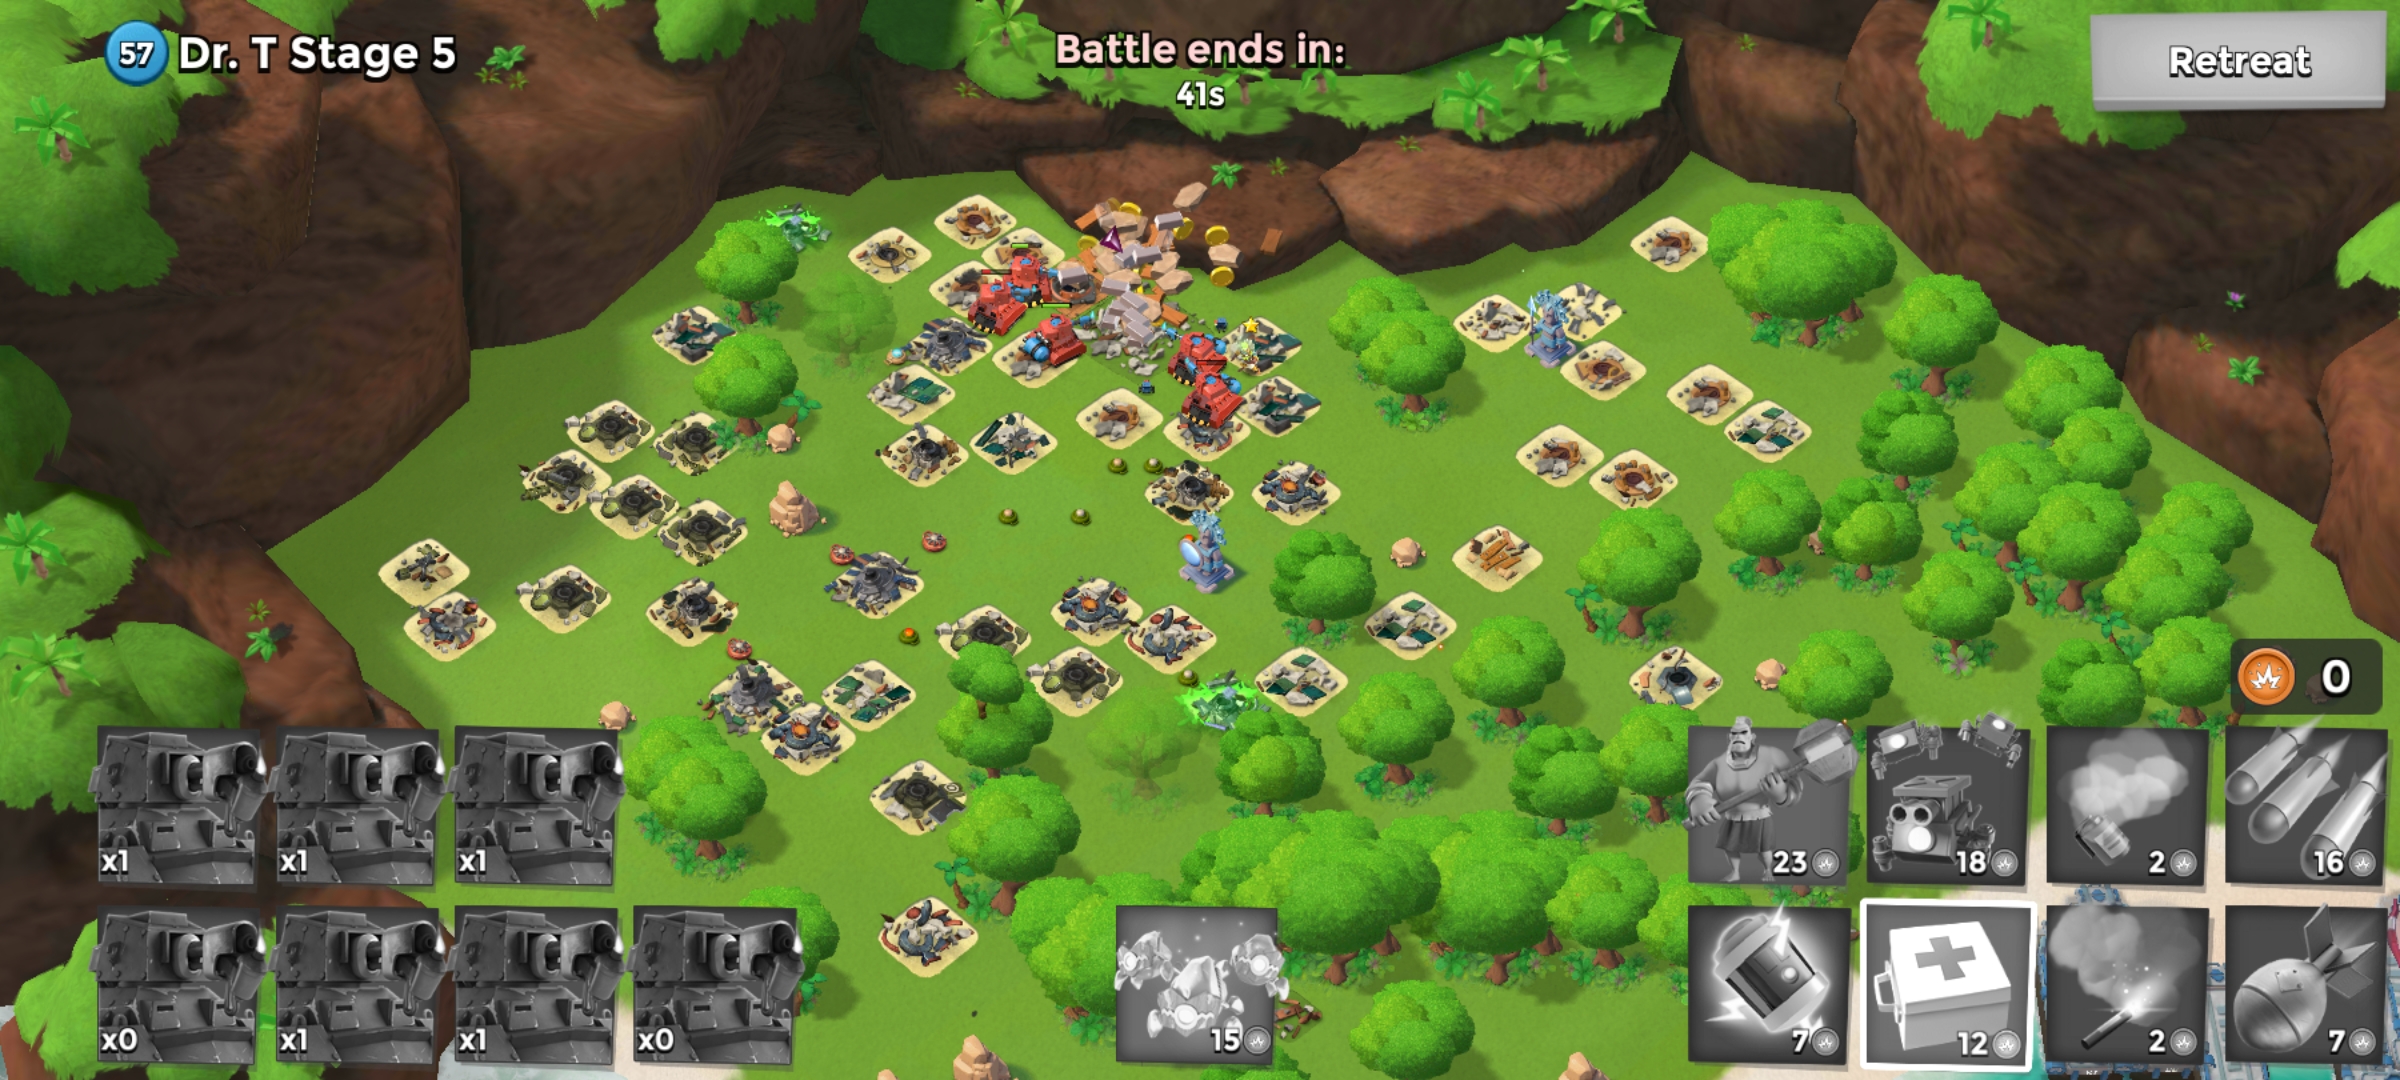 57 Dr. T Stage 5
Battle ends in:
41s
Retreat
0
x1 x1 x1
23 18 2 16
x0 x1 x1 x0
15
7 12 2 7